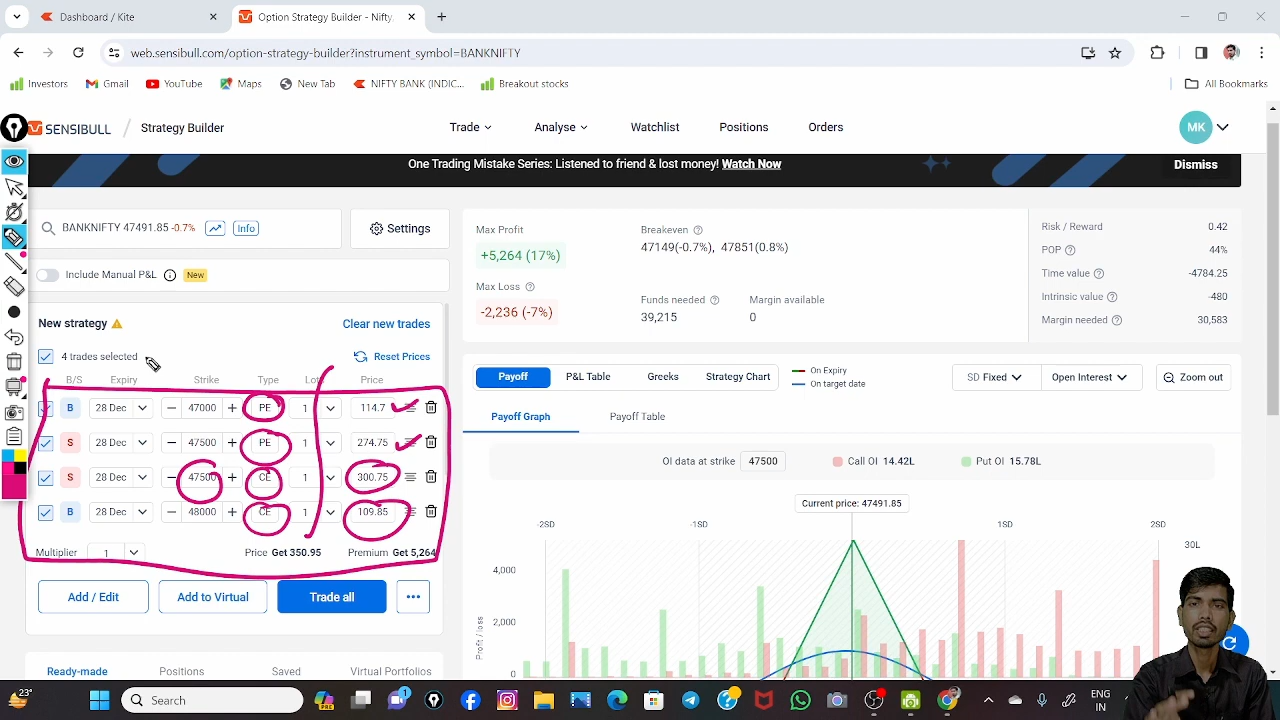 Dashboard / Kite
Option Strategy Builder - Nifty,
web.sensibull.com/option-strategy-builder?instrument_symbol=BANKNIFTY
Investors Gmail YouTube Maps New Tab NIFTY BANK (INDIC... Breakout stocks All Bookmarks
SENSIBULL / Strategy Builder Trade Analyse Watchlist Positions Orders MK
One Trading Mistake Series: Listened to friend & lost money! Watch Now Dismiss
BANKNIFTY 47491.85 -0.7% Info Settings
Include Manual P&L New
New strategy Clear new trades
4 trades selected Reset Prices
B/S Expiry Strike Type Lot Price
B 28 Dec − 47000 + PE 1 114.7
S 28 Dec − 47500 + PE 1 274.75
S 28 Dec − 47500 + CE 1 300.75
B 28 Dec − 48000 + CE 1 109.85
Multiplier 1 Price Get 350.95 Premium Get 5,264
Add / Edit Add to Virtual Trade all ...
Ready-made Positions Saved Virtual Portfolios
Max Profit
+5,264 (17%)
Max Loss
-2,236 (-7%)
Breakeven
47149(-0.7%), 47851(0.8%)
Funds needed Margin available
39,215 0
Risk / Reward 0.42
POP 44%
Time value -4784.25
Intrinsic value -480
Margin needed 30,583
Payoff P&L Table Greeks Strategy Chart
On Expiry
On target date
SD Fixed Open Interest Zoom out
Payoff Graph Payoff Table
OI data at strike 47500 Call OI 14.42L Put OI 15.78L
Current price: 47491.85
-2SD -1SD 1SD 2SD
30L
4,000
2,000
0
Profit / loss
23°
Search
1
ENG
IN